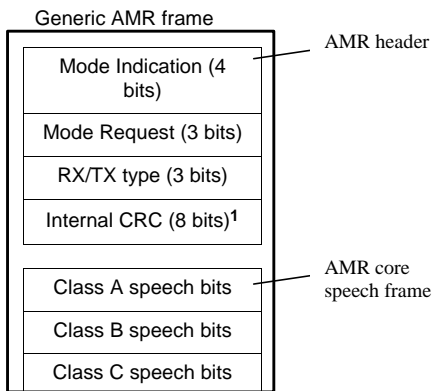 Generic AMR frame
AMR header
Mode Indication (4
bits)
Mode Request (3 bits)
RX/TX type (3 bits)
Internal CRC (8 bits)1
AMR core
speech frame
Class A speech bits
Class B speech bits
Class C speech bits